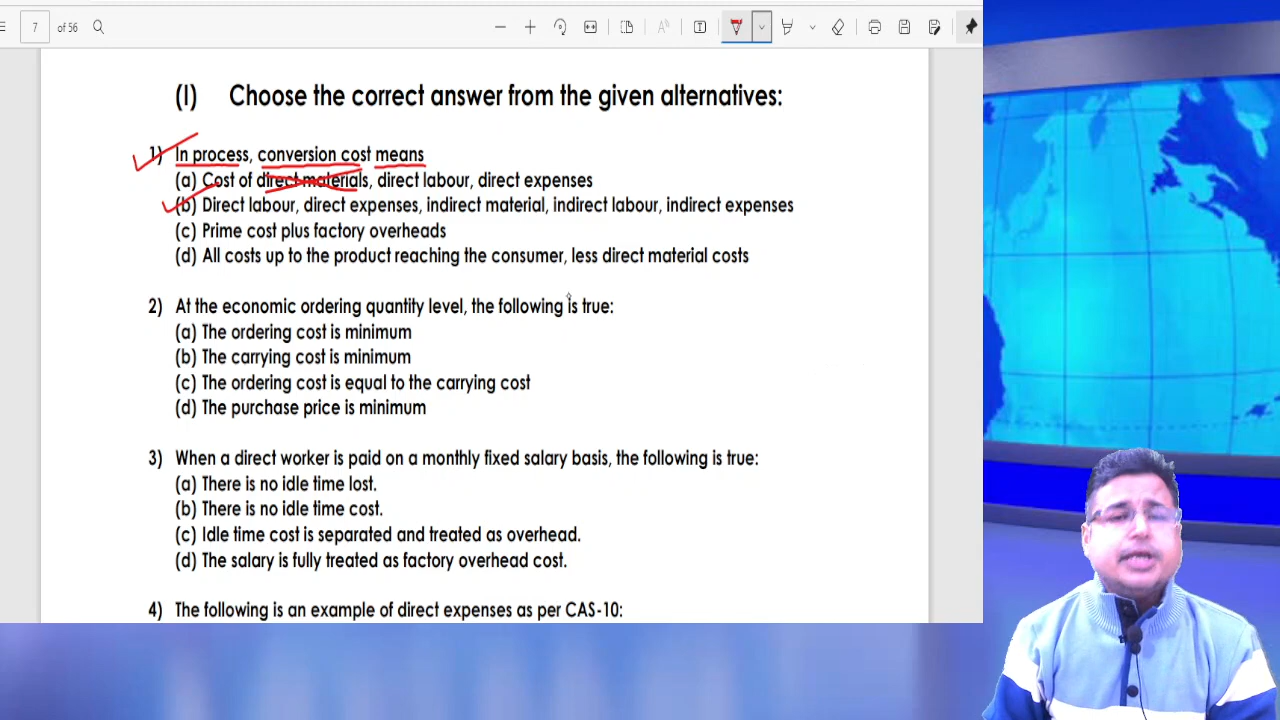 7 of 56
(I) Choose the correct answer from the given alternatives:
1) In process, conversion cost means
(a) Cost of direct materials, direct labour, direct expenses
(b) Direct labour, direct expenses, indirect material, indirect labour, indirect expenses
(c) Prime cost plus factory overheads
(d) All costs up to the product reaching the consumer, less direct material costs
2) At the economic ordering quantity level, the following is true:
(a) The ordering cost is minimum
(b) The carrying cost is minimum
(c) The ordering cost is equal to the carrying cost
(d) The purchase price is minimum
3) When a direct worker is paid on a monthly fixed salary basis, the following is true:
(a) There is no idle time lost.
(b) There is no idle time cost.
(c) Idle time cost is separated and treated as overhead.
(d) The salary is fully treated as factory overhead cost.
4) The following is an example of direct expenses as per CAS-10: